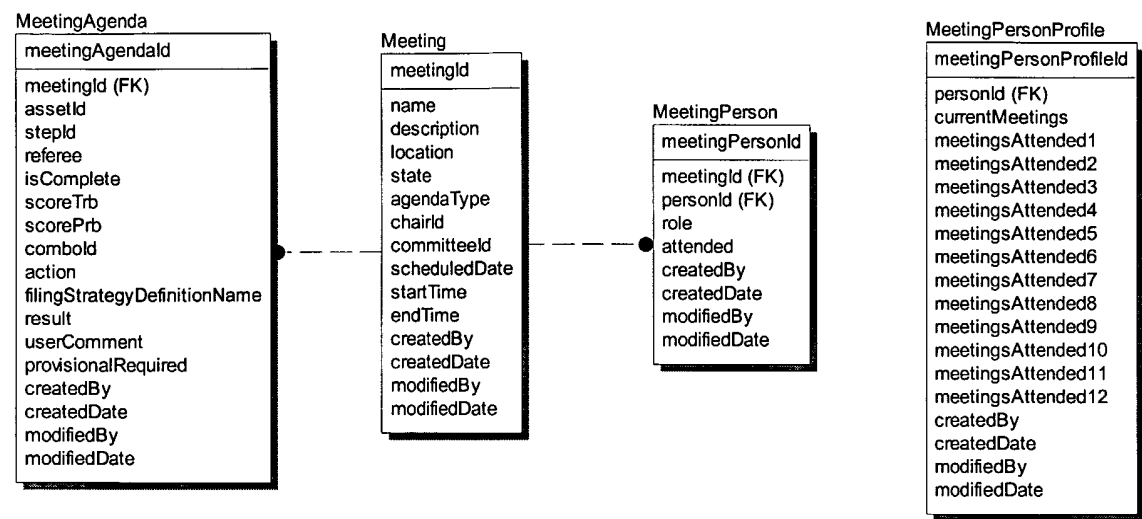 MeetingAgenda
meetingAgendaId
meetingId (FK)
assetId
stepId
referee
isComplete
scoreTrb
scorePrb
comboId
action
filingStrategyDefinitionName
result
userComment
provisionalRequired
createdBy
createdDate
modifiedBy
modifiedDate
Meeting
meetingId
name
description
location
state
agendaType
chairId
committeeId
scheduledDate
startTime
endTime
createdBy
createdDate
modifiedBy
modifiedDate
MeetingPerson
meetingPersonId
meetingId (FK)
personId (FK)
role
attended
createdBy
createdDate
modifiedBy
modifiedDate
MeetingPersonProfile
meetingPersonProfileId
personId (FK)
currentMeetings
meetingsAttended1
meetingsAttended2
meetingsAttended3
meetingsAttended4
meetingsAttended5
meetingsAttended6
meetingsAttended7
meetingsAttended8
meetingsAttended9
meetingsAttended10
meetingsAttended11
meetingsAttended12
createdBy
createdDate
modifiedBy
modifiedDate